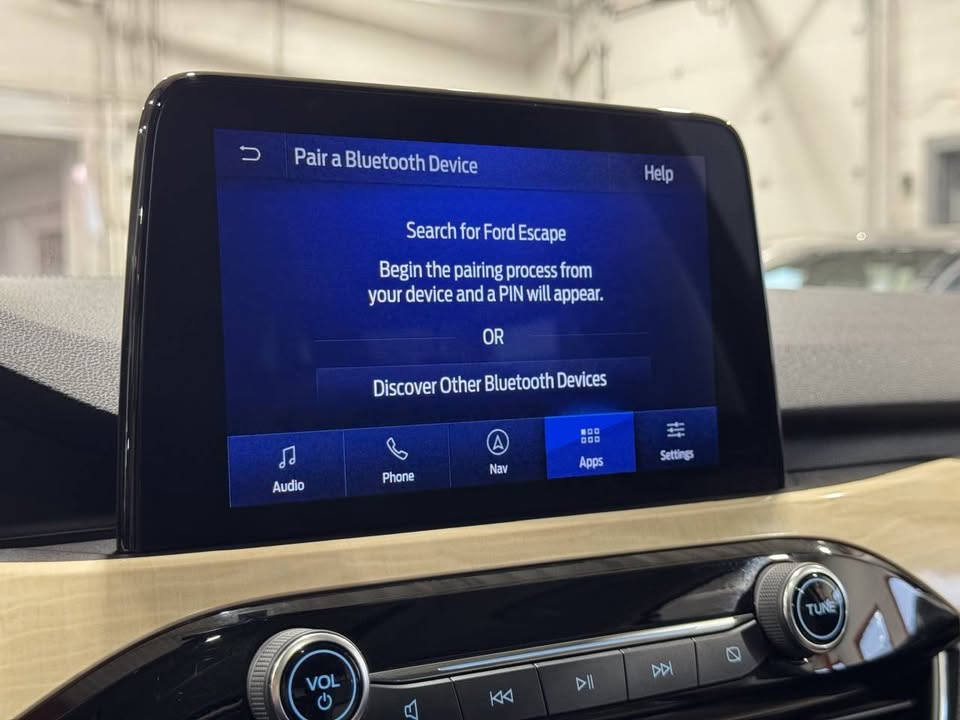 Pair a Bluetooth Device
Help
Search for Ford Escape
Begin the pairing process from
your device and a PIN will appear.
OR
Discover Other Bluetooth Devices
Audio
Phone
Nav
Apps
Settings
VOL
TUNE